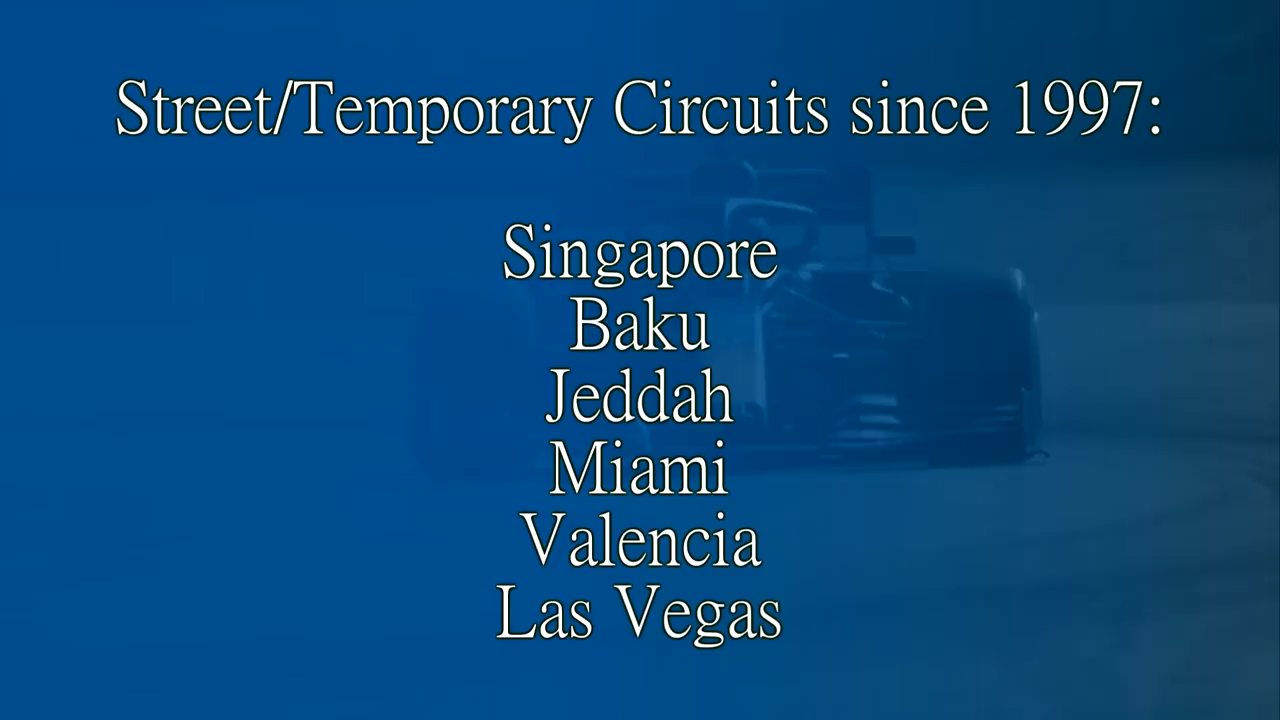 Street/Temporary Circuits since 1997:
Singapore
Baku
Jeddah
Miami
Valencia
Las Vegas